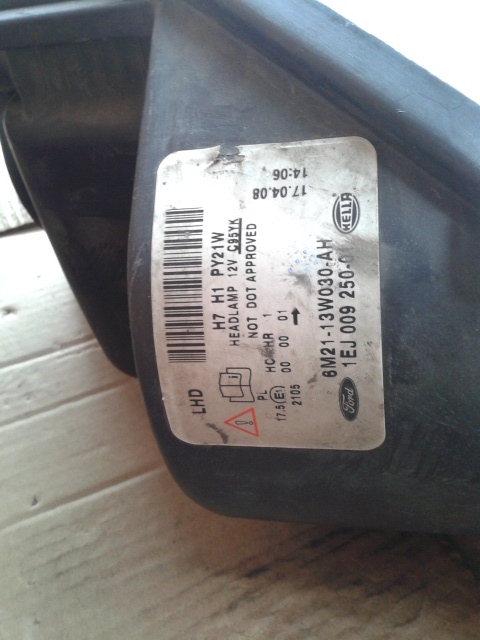 LHD
H7 H1 PY21W
HEADLAMP 12V C95YK
NOT DOT APPROVED
PL HC/HR 1
17.5 E1 00 00 01
2105
17.04.08
14:06
6M21-13W030-AH
1EJ 009 250-
Ford
HELLA